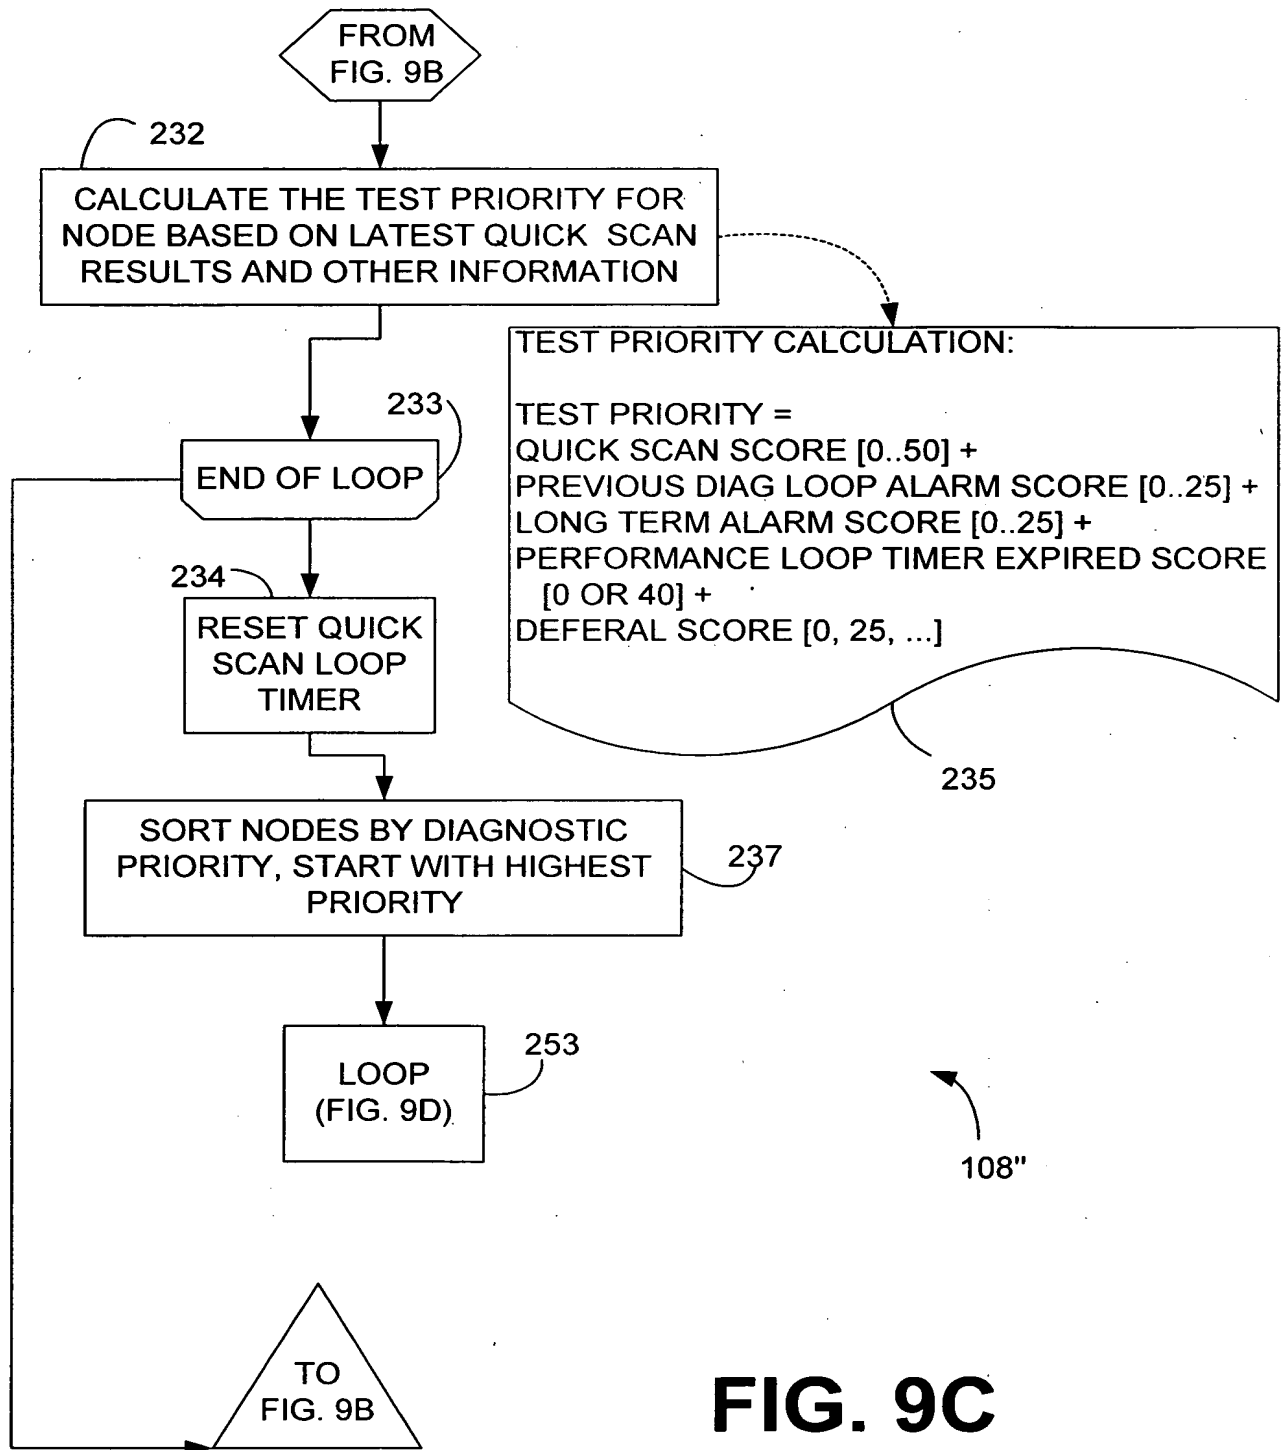 FROM
FIG. 9B
232
CALCULATE THE TEST PRIORITY FOR
NODE BASED ON LATEST QUICK SCAN
RESULTS AND OTHER INFORMATION
TEST PRIORITY CALCULATION:
TEST PRIORITY =
QUICK SCAN SCORE [0..50] +
PREVIOUS DIAG LOOP ALARM SCORE [0..25] +
LONG TERM ALARM SCORE [0..25] +
PERFORMANCE LOOP TIMER EXPIRED SCORE
[0 OR 40] +
DEFERAL SCORE [0, 25, ...]
235
233
END OF LOOP
234
RESET QUICK
SCAN LOOP
TIMER
SORT NODES BY DIAGNOSTIC
PRIORITY, START WITH HIGHEST
PRIORITY
237
LOOP
(FIG. 9D)
253
108"
TO
FIG. 9B
FIG. 9C